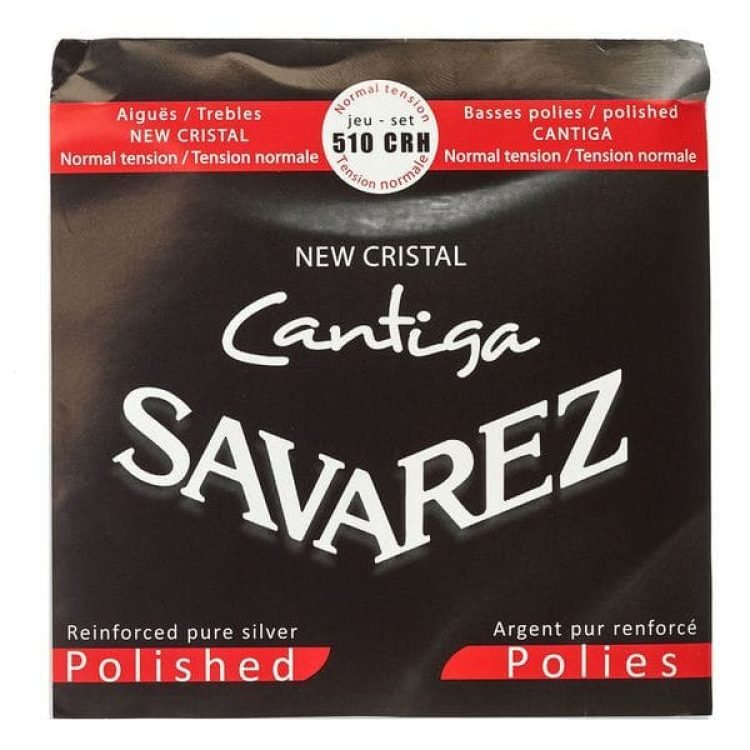 Aiguës / Trebles
NEW CRISTAL
Normal tension / Tension normale
Normal tension
jeu - set
510 CRH
Tension normale
Basses polies / polished
CANTIGA
Normal tension / Tension normale
NEW CRISTAL
Cantiga
SAVAREZ
Reinforced pure silver
Polished
Argent pur renforcé
Polies